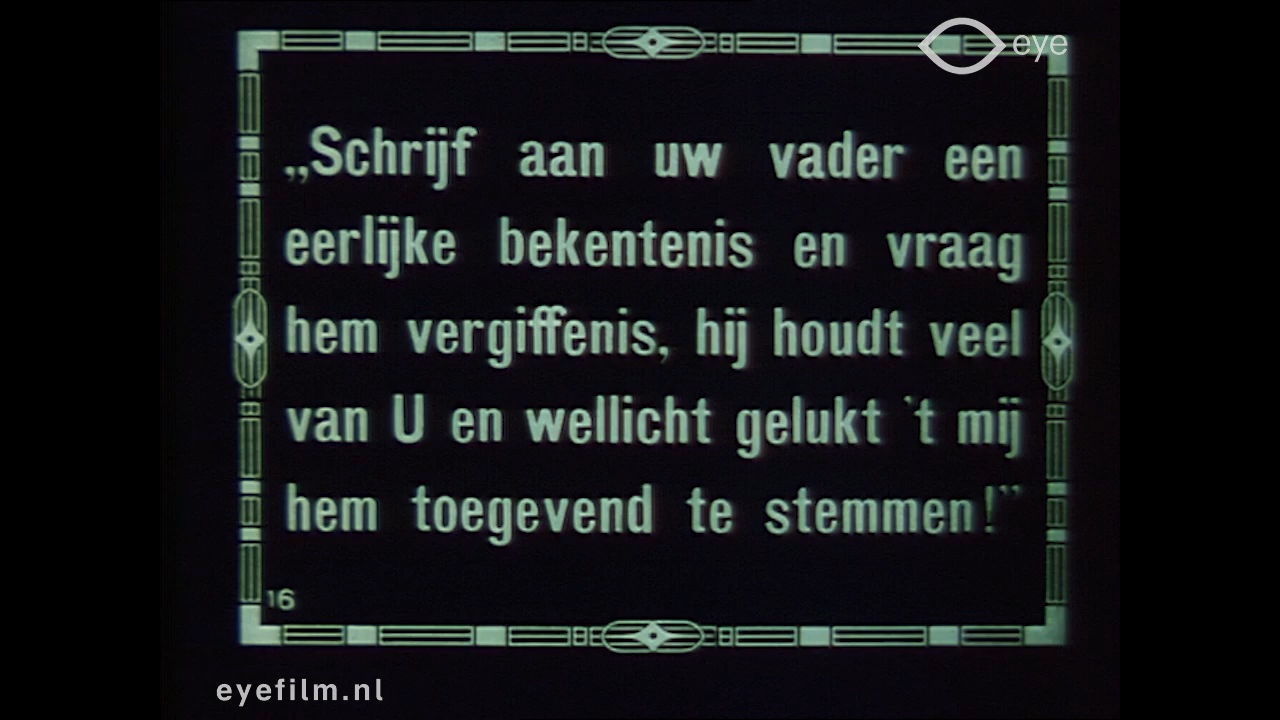 eye
„Schrijf aan uw vader een
eerlijke bekentenis en vraag
hem vergiffenis, hij houdt veel
van U en wellicht gelukt 't mij
hem toegevend te stemmen!”
16
eyefilm.nl